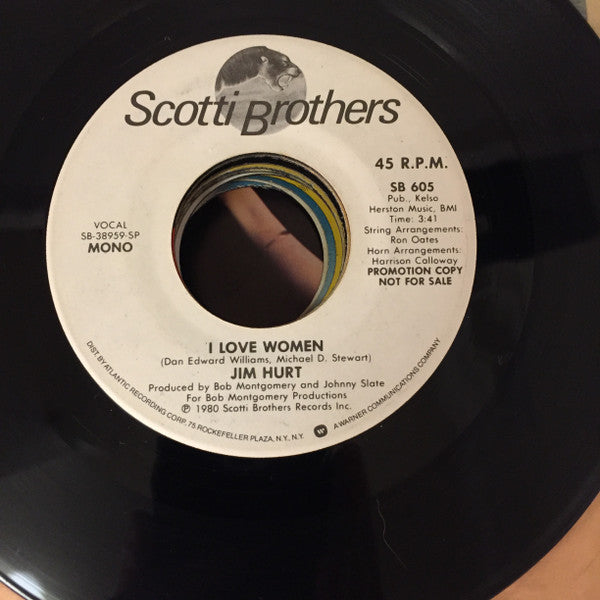 Scotti Brothers
45 R.P.M.
SB 605
Pub., Kelso
Herston Music, BMI
Time: 3:41
String Arrangements:
Ron Oates
Horn Arrangements:
Harrison Calloway
PROMOTION COPY
NOT FOR SALE
VOCAL
SB-38959-SP
MONO
I LOVE WOMEN
(Dan Edward Williams, Michael D. Stewart)
JIM HURT
Produced by Bob Montgomery and Johnny Slate
For Bob Montgomery Productions
℗ 1980 Scotti Brothers Records Inc.
DIST. BY ATLANTIC RECORDING CORP., 75 ROCKEFELLER PLAZA, N.Y., N.Y. W A WARNER COMMUNICATIONS COMPANY